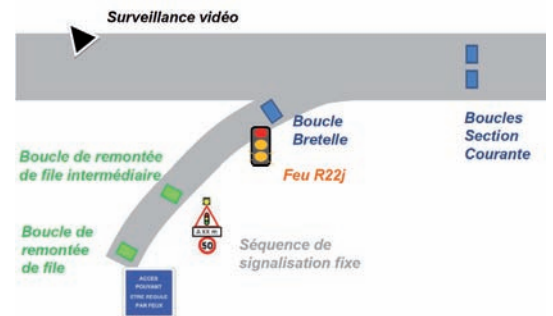 Surveillance vidéo
Boucle
Bretelle
Boucles
Section
Courante
Feu R22j
Boucle de remontée
de file intermédiaire
Boucle de
remontée
de file
À XX m
50
Séquence de
signalisation fixe
ACCES
POUVANT
ETRE REGULE
PAR FEUX